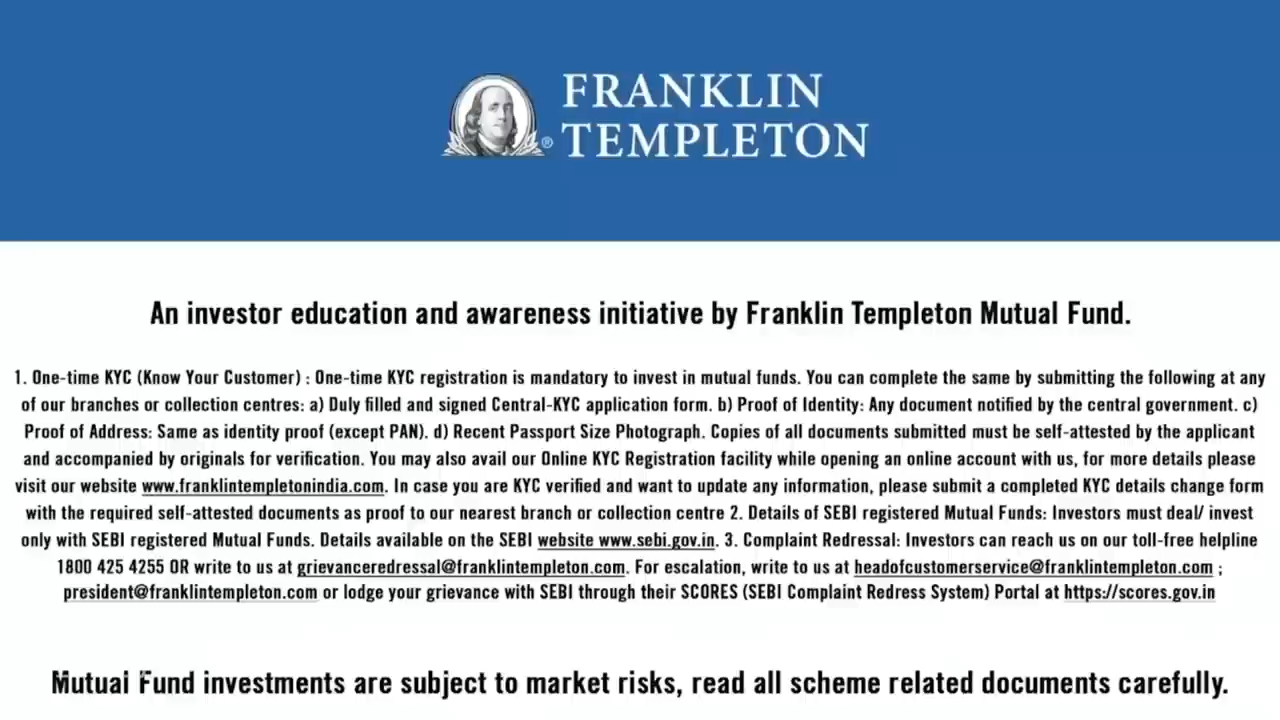 FRANKLIN
TEMPLETON
®
An investor education and awareness initiative by Franklin Templeton Mutual Fund.
1. One-time KYC (Know Your Customer) : One-time KYC registration is mandatory to invest in mutual funds. You can complete the same by submitting the following at any
of our branches or collection centres: a) Duly filled and signed Central-KYC application form. b) Proof of Identity: Any document notified by the central government. c)
Proof of Address: Same as identity proof (except PAN). d) Recent Passport Size Photograph. Copies of all documents submitted must be self-attested by the applicant
and accompanied by originals for verification. You may also avail our Online KYC Registration facility while opening an online account with us, for more details please
visit our website www.franklintempletonindia.com. In case you are KYC verified and want to update any information, please submit a completed KYC details change form
with the required self-attested documents as proof to our nearest branch or collection centre 2. Details of SEBI registered Mutual Funds: Investors must deal/ invest
only with SEBI registered Mutual Funds. Details available on the SEBI website www.sebi.gov.in. 3. Complaint Redressal: Investors can reach us on our toll-free helpline
1800 425 4255 OR write to us at grievanceredressal@franklintempleton.com. For escalation, write to us at headofcustomerservice@franklintempleton.com ;
president@franklintempleton.com or lodge your grievance with SEBI through their SCORES (SEBI Complaint Redress System) Portal at https://scores.gov.in
Mutual Fund investments are subject to market risks, read all scheme related documents carefully.